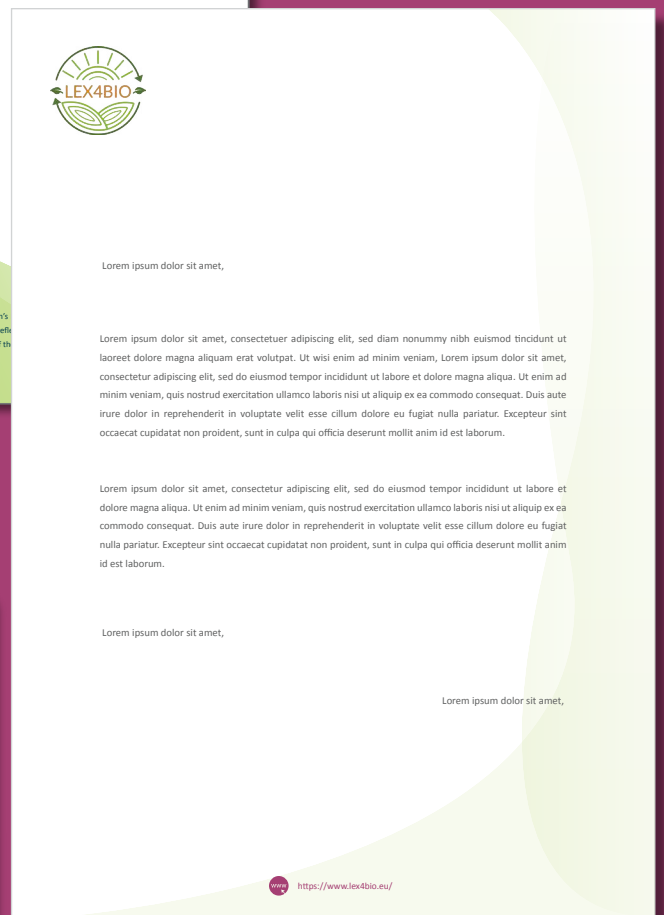 LEX4BIO
Lorem ipsum dolor sit amet,
Lorem ipsum dolor sit amet, consectetuer adipiscing elit, sed diam nonummy nibh euismod tincidunt ut
laoreet dolore magna aliquam erat volutpat. Ut wisi enim ad minim veniam, Lorem ipsum dolor sit amet,
consectetur adipiscing elit, sed do eiusmod tempor incididunt ut labore et dolore magna aliqua. Ut enim ad
minim veniam, quis nostrud exercitation ullamco laboris nisi ut aliquip ex ea commodo consequat. Duis aute
irure dolor in reprehenderit in voluptate velit esse cillum dolore eu fugiat nulla pariatur. Excepteur sint
occaecat cupidatat non proident, sunt in culpa qui officia deserunt mollit anim id est laborum.
Lorem ipsum dolor sit amet, consectetur adipiscing elit, sed do eiusmod tempor incididunt ut labore et
dolore magna aliqua. Ut enim ad minim veniam, quis nostrud exercitation ullamco laboris nisi ut aliquip ex ea
commodo consequat. Duis aute irure dolor in reprehenderit in voluptate velit esse cillum dolore eu fugiat
nulla pariatur. Excepteur sint occaecat cupidatat non proident, sunt in culpa qui officia deserunt mollit anim
id est laborum.
Lorem ipsum dolor sit amet,
Lorem ipsum dolor sit amet,
www https://www.lex4bio.eu/